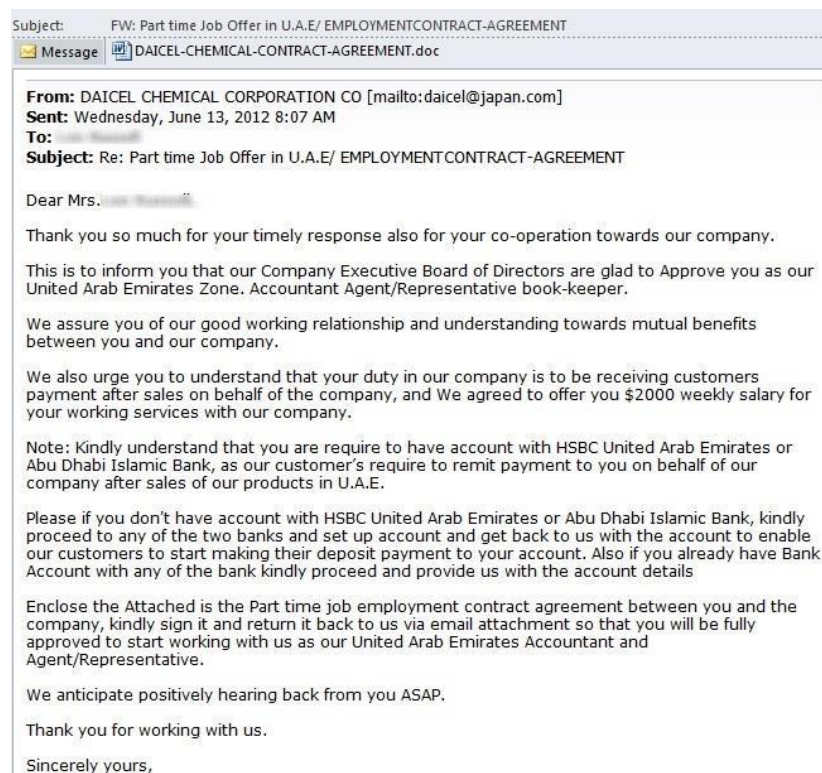 Subject: FW: Part time Job Offer in U.A.E/ EMPLOYMENTCONTRACT-AGREEMENT
Message DAICEL-CHEMICAL-CONTRACT-AGREEMENT.doc
From: DAICEL CHEMICAL CORPORATION CO [mailto:daicel@japan.com]
Sent: Wednesday, June 13, 2012 8:07 AM
To:
Subject: Re: Part time Job Offer in U.A.E/ EMPLOYMENTCONTRACT-AGREEMENT
Dear Mrs.
Thank you so much for your timely response also for your co-operation towards our company.
This is to inform you that our Company Executive Board of Directors are glad to Approve you as our
United Arab Emirates Zone. Accountant Agent/Representative book-keeper.
We assure you of our good working relationship and understanding towards mutual benefits
between you and our company.
We also urge you to understand that your duty in our company is to be receiving customers
payment after sales on behalf of the company, and We agreed to offer you $2000 weekly salary for
your working services with our company.
Note: Kindly understand that you are require to have account with HSBC United Arab Emirates or
Abu Dhabi Islamic Bank, as our customer's require to remit payment to you on behalf of our
company after sales of our products in U.A.E.
Please if you don't have account with HSBC United Arab Emirates or Abu Dhabi Islamic Bank, kindly
proceed to any of the two banks and set up account and get back to us with the account to enable
our customers to start making their deposit payment to your account. Also if you already have Bank
Account with any of the bank kindly proceed and provide us with the account details
Enclose the Attached is the Part time job employment contract agreement between you and the
company, kindly sign it and return it back to us via email attachment so that you will be fully
approved to start working with us as our United Arab Emirates Accountant and
Agent/Representative.
We anticipate positively hearing back from you ASAP.
Thank you for working with us.
Sincerely yours,